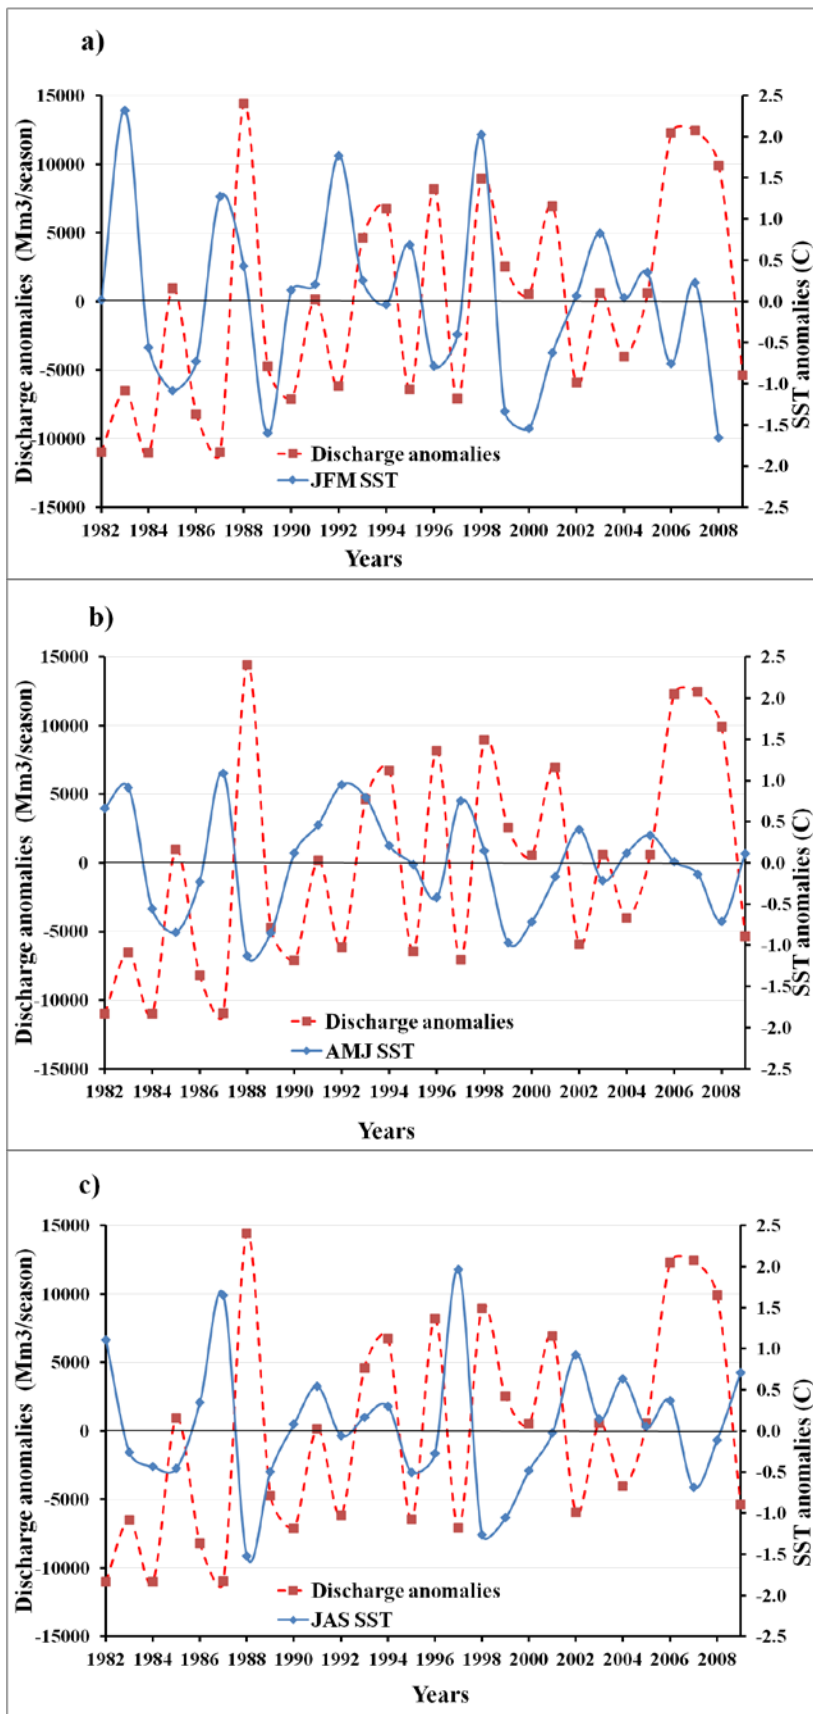 a)
Discharge anomalies (Mm3/season)
15000
10000
5000
0
-5000
-10000
-15000
2.5
2.0
1.5
1.0
0.5
0.0
-0.5
-1.0
-1.5
-2.0
-2.5
SST anomalies (C)
Discharge anomalies
JFM SST
1982 1984 1986 1988 1990 1992 1994 1996 1998 2000 2002 2004 2006 2008
Years
b)
Discharge anomalies (Mm3/season)
15000
10000
5000
0
-5000
-10000
-15000
2.5
2.0
1.5
1.0
0.5
0.0
-0.5
-1.0
-1.5
-2.0
-2.5
SST anomalies (C)
Discharge anomalies
AMJ SST
1982 1984 1986 1988 1990 1992 1994 1996 1998 2000 2002 2004 2006 2008
Years
c)
Discharge anomalies (Mm3/season)
15000
10000
5000
0
-5000
-10000
-15000
2.5
2.0
1.5
1.0
0.5
0.0
-0.5
-1.0
-1.5
-2.0
-2.5
SST anomalies (C)
Discharge anomalies
JAS SST
1982 1984 1986 1988 1990 1992 1994 1996 1998 2000 2002 2004 2006 2008
Years